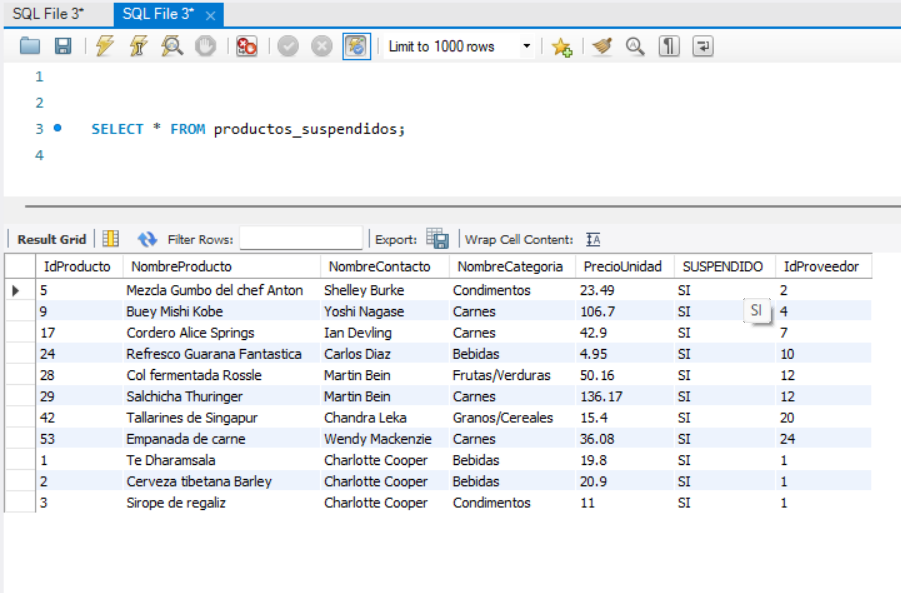 SQL File 3* SQL File 3*
Limit to 1000 rows
1
2
3 SELECT * FROM productos_suspendidos;
4
Result Grid Filter Rows: Export: Wrap Cell Content:
IdProducto NombreProducto NombreContacto NombreCategoria PrecioUnidad SUSPENDIDO IdProveedor
5 Mezcla Gumbo del chef Anton Shelley Burke Condimentos 23.49 SI 2
9 Buey Mishi Kobe Yoshi Nagase Carnes 106.7 SI SI 4
17 Cordero Alice Springs Ian Devling Carnes 42.9 SI 7
24 Refresco Guarana Fantastica Carlos Diaz Bebidas 4.95 SI 10
28 Col fermentada Rossle Martin Bein Frutas/Verduras 50.16 SI 12
29 Salchicha Thuringer Martin Bein Carnes 136.17 SI 12
42 Tallarines de Singapur Chandra Leka Granos/Cereales 15.4 SI 20
53 Empanada de carne Wendy Mackenzie Carnes 36.08 SI 24
1 Te Dharamsala Charlotte Cooper Bebidas 19.8 SI 1
2 Cerveza tibetana Barley Charlotte Cooper Bebidas 20.9 SI 1
3 Sirope de regaliz Charlotte Cooper Condimentos 11 SI 1